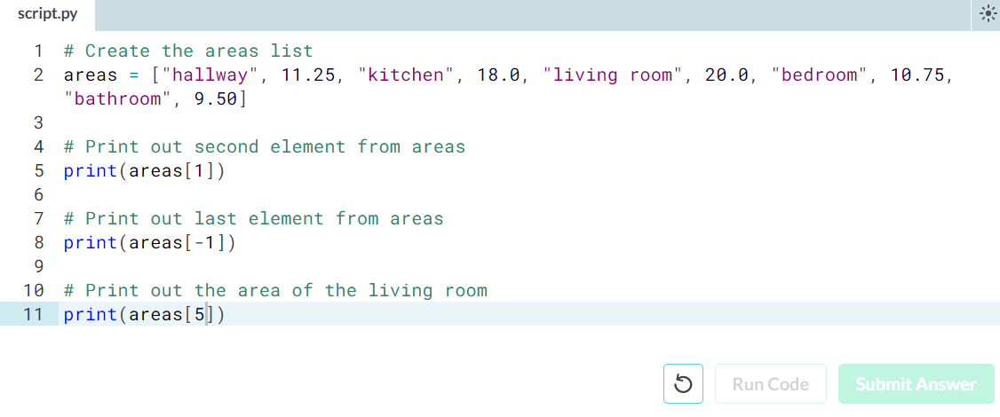 script.py
1 # Create the areas list
2 areas = ["hallway", 11.25, "kitchen", 18.0, "living room", 20.0, "bedroom", 10.75,
"bathroom", 9.50]
3
4 # Print out second element from areas
5 print(areas[1])
6
7 # Print out last element from areas
8 print(areas[-1])
9
10 # Print out the area of the living room
11 print(areas[5])
Run Code
Submit Answer